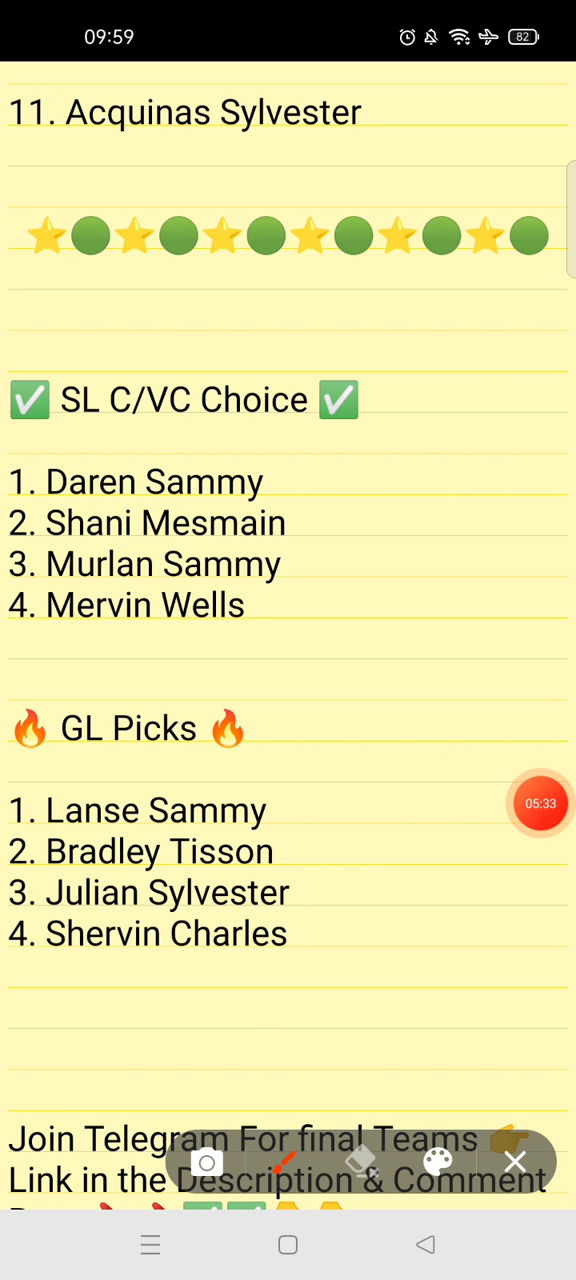 09:59
82
11. Acquinas Sylvester
⭐🟢⭐🟢⭐🟢⭐🟢⭐🟢⭐🟢
✅ SL C/VC Choice ✅
1. Daren Sammy
2. Shani Mesmain
3. Murlan Sammy
4. Mervin Wells
🔥 GL Picks 🔥
1. Lanse Sammy
05:33
2. Bradley Tisson
3. Julian Sylvester
4. Shervin Charles
Join Telegram For final Teams 👉
Link in the Description & Comment